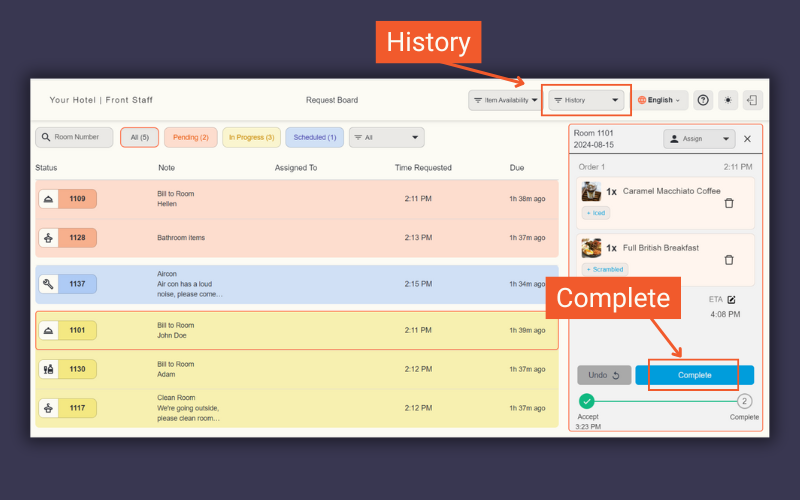 History
Your Hotel | Front Staff
Request Board
Item Availability
History
English
Room Number
All (5)
Pending (2)
In Progress (3)
Scheduled (1)
All
Room 1101
2024-08-15
Assign
Status
Note
Assigned To
Time Requested
Due
Order 1
2:11 PM
1109
Bill to Room
Hellen
2:11 PM
1h 38m ago
1x Caramel Macchiato Coffee
+ Iced
1128
Bathroom items
2:13 PM
1h 37m ago
1x Full British Breakfast
+ Scrambled
1137
Aircon
Air con has a loud
noise, please come...
2:15 PM
1h 34m ago
Complete
ETA
4:08 PM
1101
Bill to Room
John Doe
2:11 PM
1h 39m ago
1130
Bill to Room
Adam
2:12 PM
1h 37m ago
Undo
Complete
1117
Clean Room
We're going outside,
please clean room...
2:12 PM
1h 37m ago
2
Accept
3:23 PM
Complete